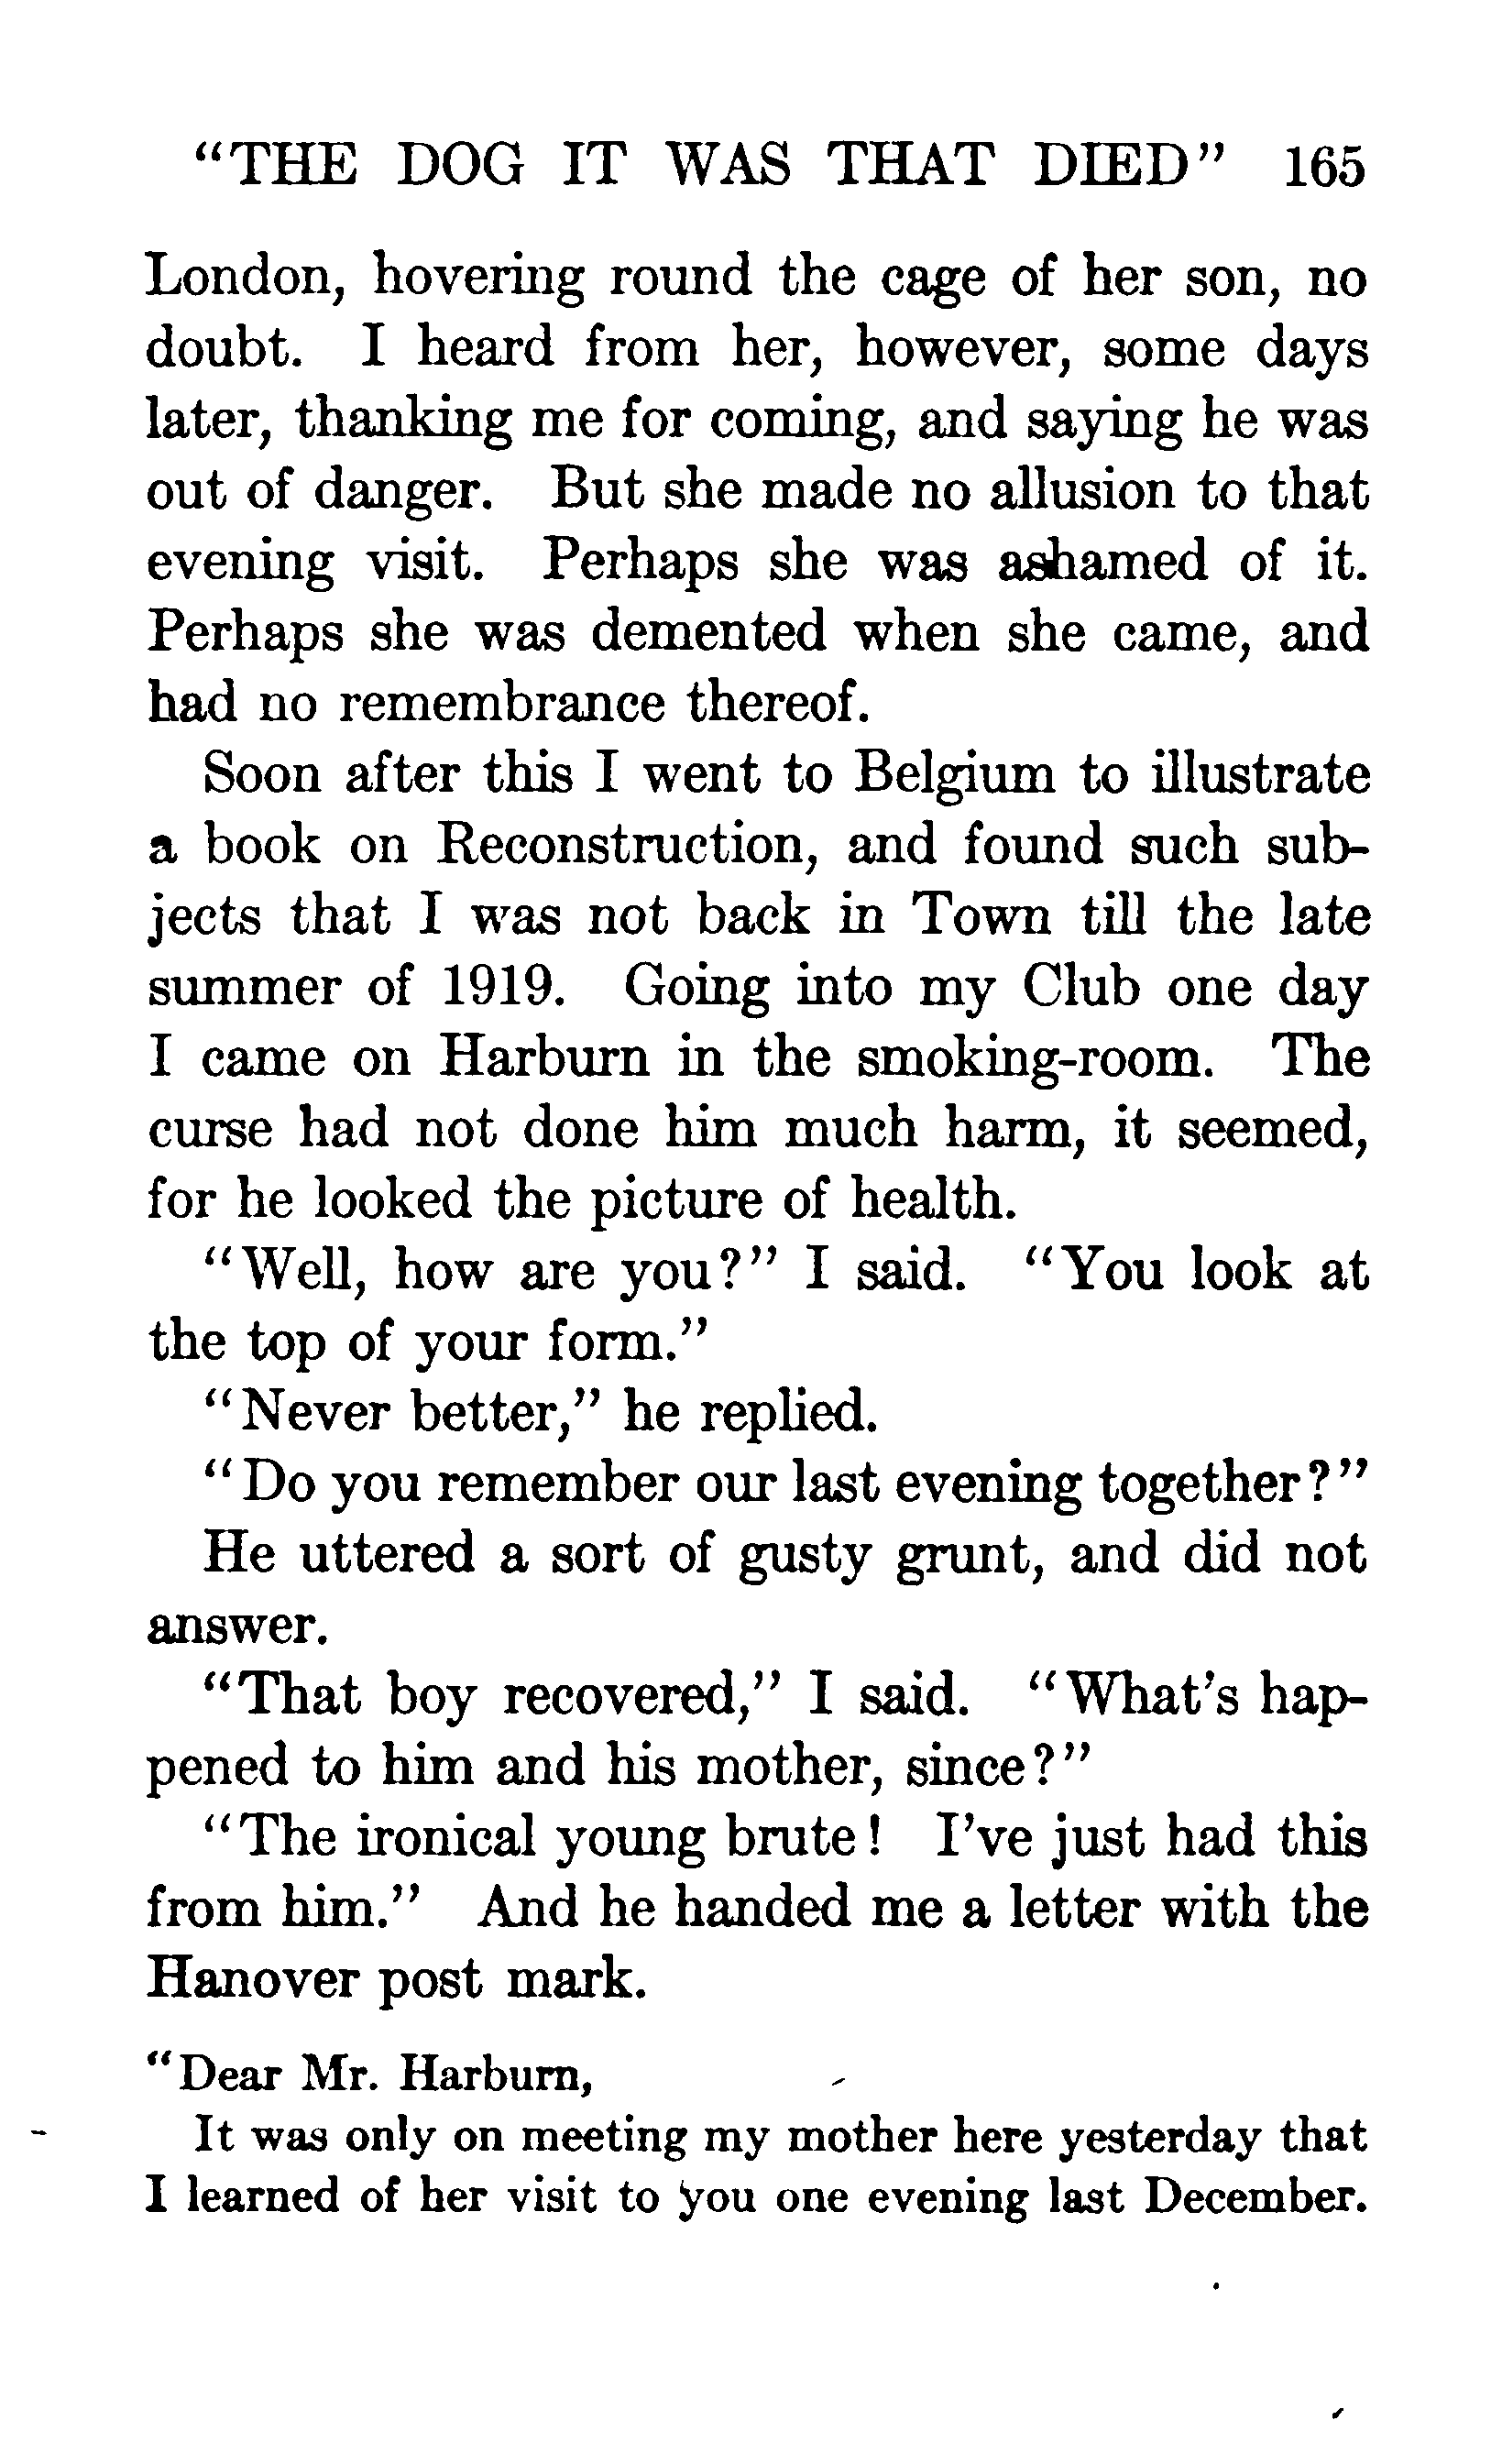 "THE DOG IT WAS THAT DIED" 165
London, hovering round the cage of her son, no
doubt. I heard from her, however, some days
later, thanking me for coming, and saying he was
out of danger. But she made no allusion to that
evening visit. Perhaps she was ashamed of it.
Perhaps she was demented when she came, and
had no remembrance thereof.
Soon after this I went to Belgium to illustrate
a book on Reconstruction, and found such sub-
jects that I was not back in Town till the late
summer of 1919. Going into my Club one day
I came on Harburn in the smoking-room. The
curse had not done him much harm, it seemed,
for he looked the picture of health.
"Well, how are you?" I said. "You look at
the top of your form."
"Never better," he replied.
"Do you remember our last evening together?"
He uttered a sort of gusty grunt, and did not
answer.
"That boy recovered," I said. "What's hap-
pened to him and his mother, since?"
"The ironical young brute! I've just had this
from him." And he handed me a letter with the
Hanover post mark.
"Dear Mr. Harburn,
It was only on meeting my mother here yesterday that
I learned of her visit to you one evening last December.